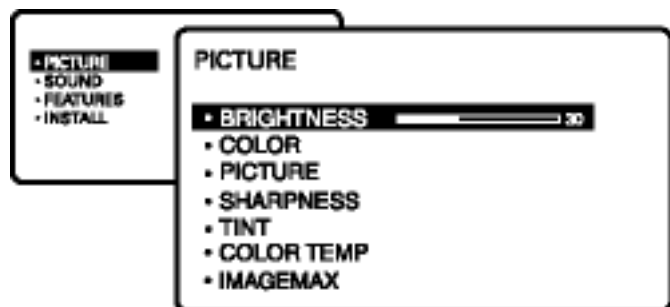 • PICTURE
• SOUND
• FEATURES
• INSTALL
PICTURE
• BRIGHTNESS 30
• COLOR
• PICTURE
• SHARPNESS
• TINT
• COLOR TEMP
• IMAGEMAX